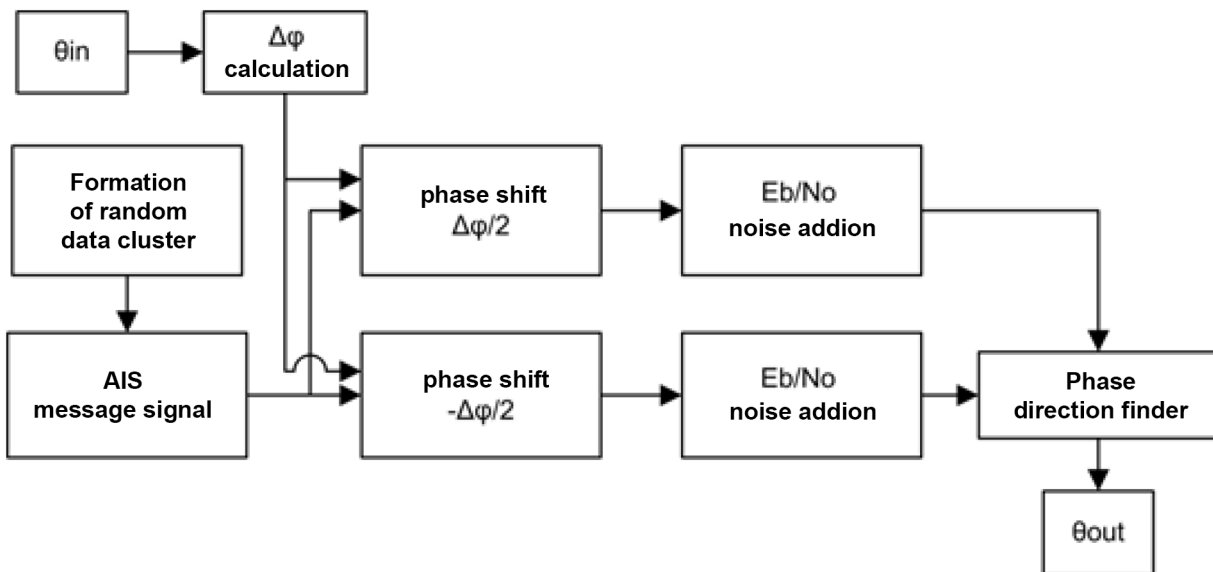 θin
Δφ
calculation
Formation
of random
data cluster
phase shift
Δφ/2
Eb/No
noise addion
AIS
message signal
phase shift
-Δφ/2
Eb/No
noise addion
Phase
direction finder
θout